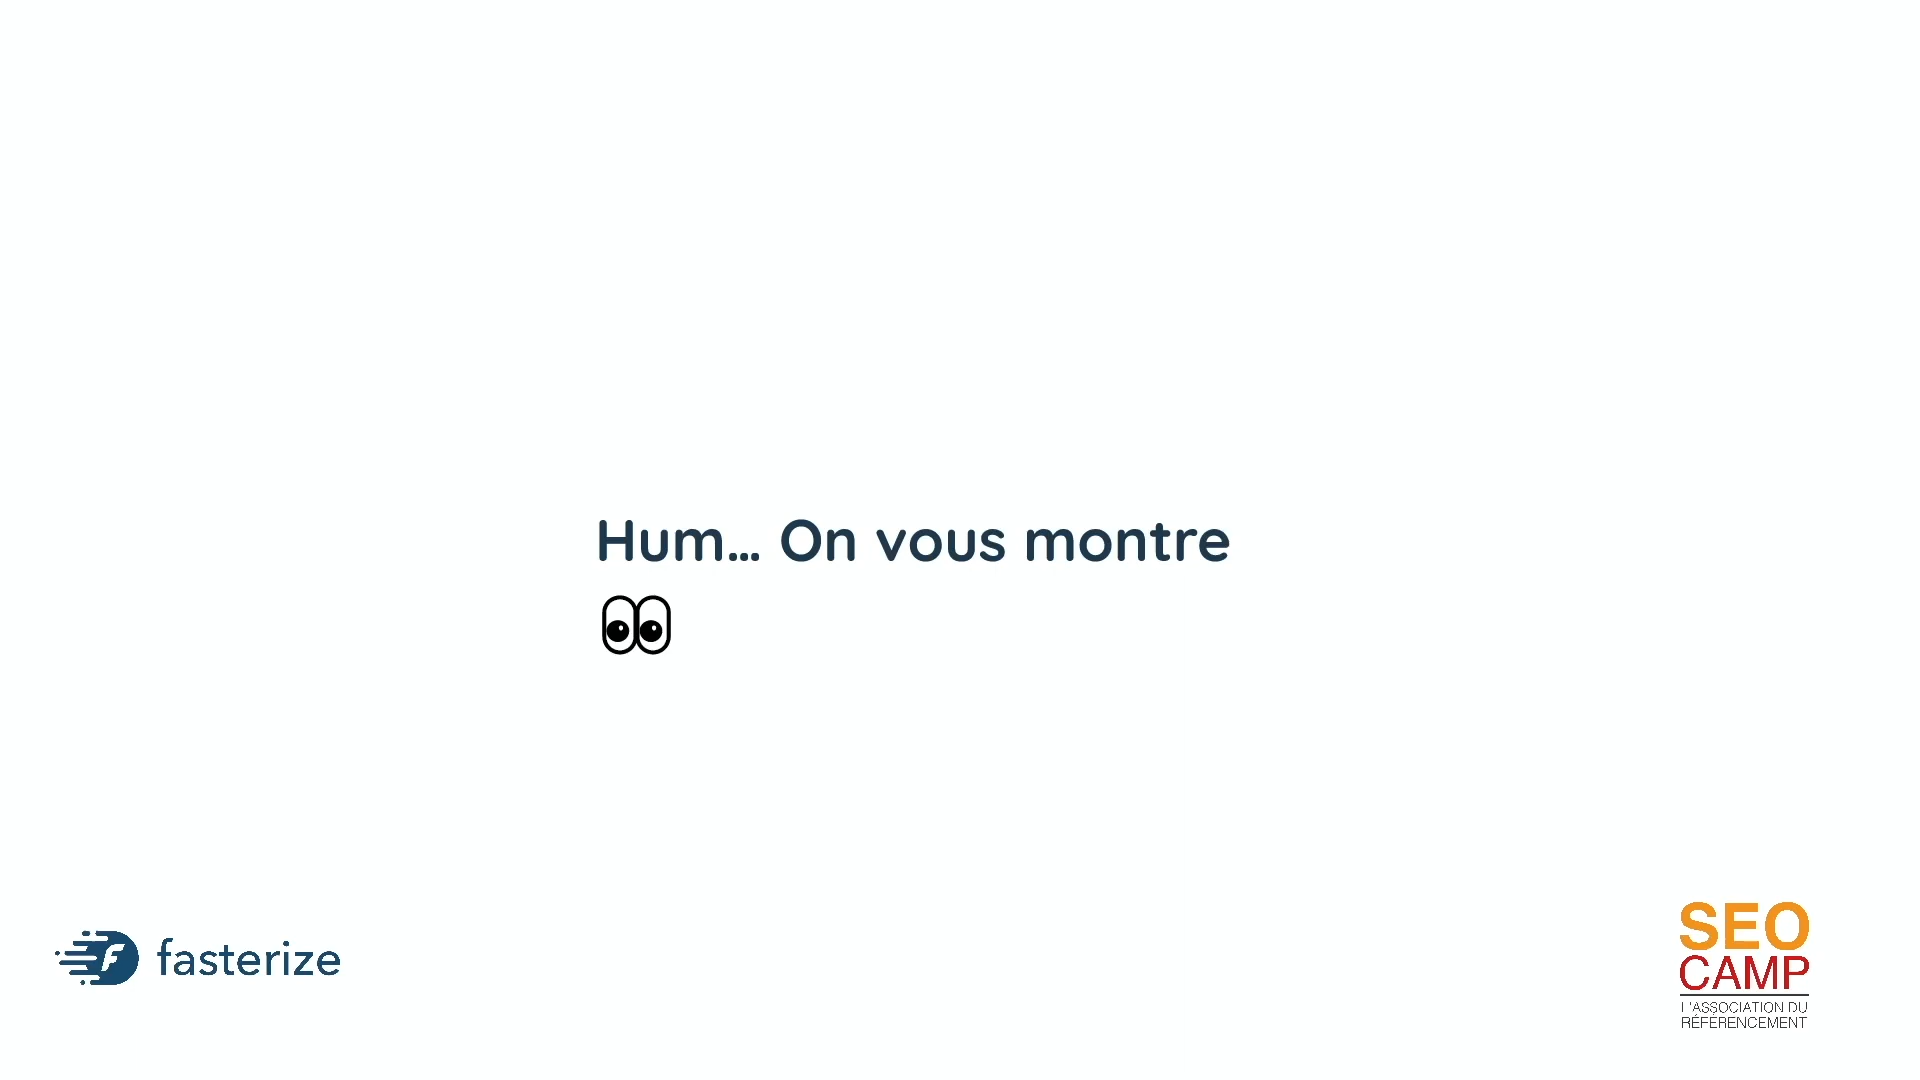 Hum... On vous montre
👀
fasterize
SEO
CAMP
L'ASSOCIATION DU
RÉFÉRENCEMENT